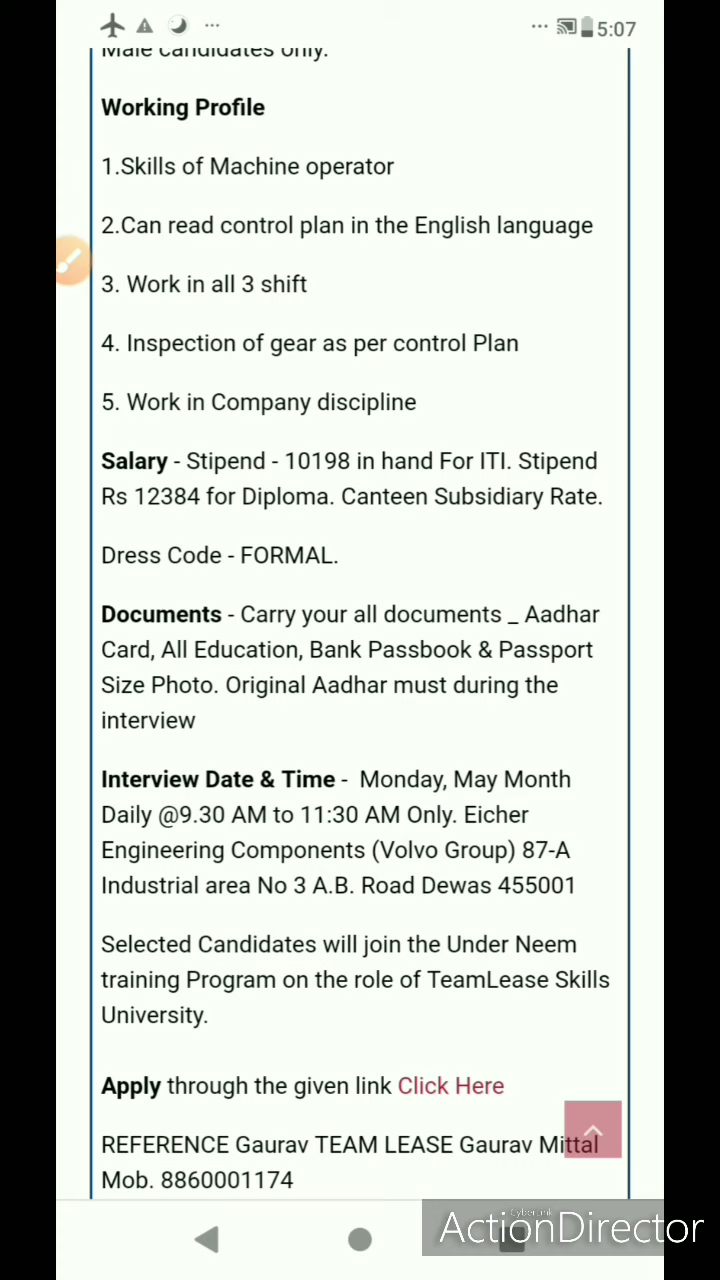 5:07
Male candidates only.
Working Profile
1.Skills of Machine operator
2.Can read control plan in the English language
3. Work in all 3 shift
4. Inspection of gear as per control Plan
5. Work in Company discipline
Salary - Stipend - 10198 in hand For ITI. Stipend
Rs 12384 for Diploma. Canteen Subsidiary Rate.
Dress Code - FORMAL.
Documents - Carry your all documents _ Aadhar
Card, All Education, Bank Passbook & Passport
Size Photo. Original Aadhar must during the
interview
Interview Date & Time -  Monday, May Month
Daily @9.30 AM to 11:30 AM Only. Eicher
Engineering Components (Volvo Group) 87-A
Industrial area No 3 A.B. Road Dewas 455001
Selected Candidates will join the Under Neem
training Program on the role of TeamLease Skills
University.
Apply through the given link Click Here
REFERENCE Gaurav TEAM LEASE Gaurav Mittal
Mob. 8860001174
CyberLink
ActionDirector